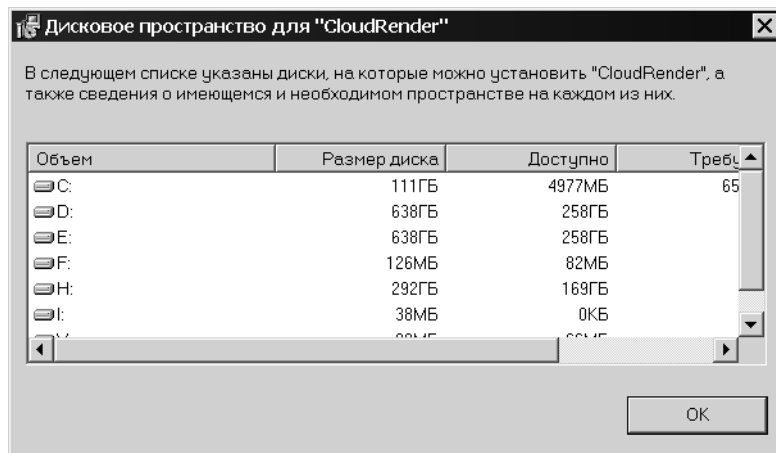 Дисковое пространство для "CloudRender"
В следующем списке указаны диски, на которые можно установить "CloudRender", а
также сведения о имеющемся и необходимом пространстве на каждом из них.
Объем Размер диска Доступно
C: 111ГБ 4977МБ 65
D: 638ГБ 258ГБ
E: 638ГБ 258ГБ
F: 126МБ 82МБ
H: 292ГБ 169ГБ
I: 38МБ 0КБ
OK